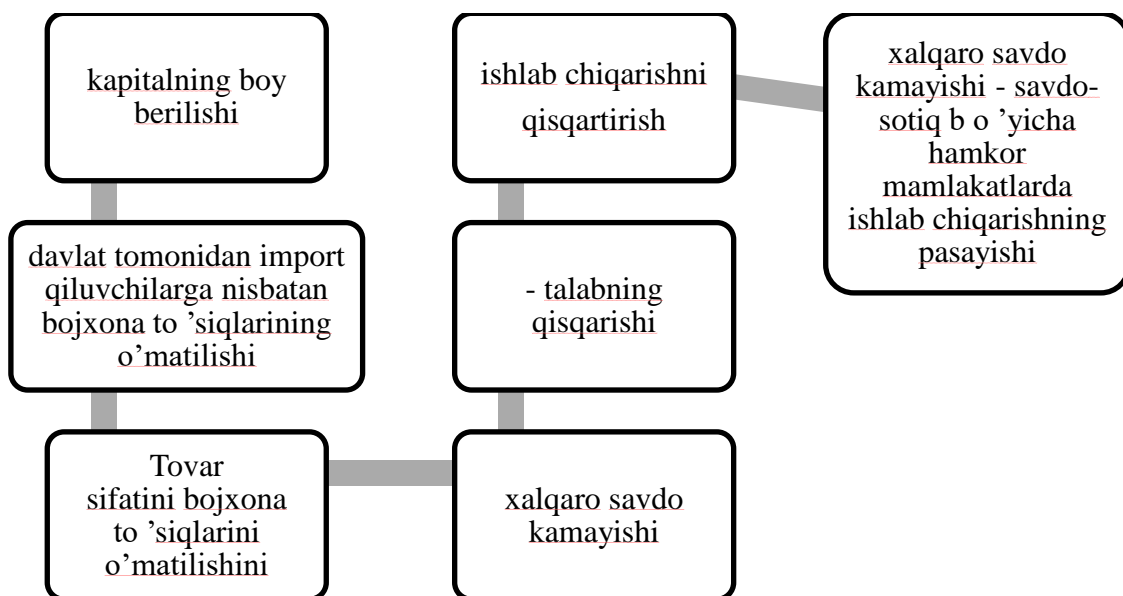 kapitalning boy
berilishi
davlat tomonidan import
qiluvchilarga nisbatan
bojxona to ’siqlarining
o’matilishi
Tovar
sifatini bojxona
to ’siqlarini
o’matilishini
xalqaro savdo
kamayishi
- talabning
qisqarishi
ishlab chiqarishni
qisqartirish
xalqaro savdo
kamayishi - savdo-
sotiq b o ’yicha
hamkor
mamlakatlarda
ishlab chiqarishning
pasayishi